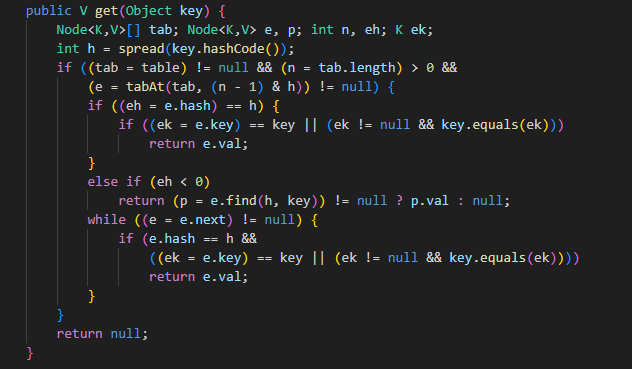 public V get(Object key) {
    Node<K,V>[] tab; Node<K,V> e, p; int n, eh; K ek;
    int h = spread(key.hashCode());
    if ((tab = table) != null && (n = tab.length) > 0 &&
        (e = tabAt(tab, (n - 1) & h)) != null) {
        if ((eh = e.hash) == h) {
            if ((ek = e.key) == key || (ek != null && key.equals(ek)))
                return e.val;
        }
        else if (eh < 0)
            return (p = e.find(h, key)) != null ? p.val : null;
        while ((e = e.next) != null) {
            if (e.hash == h &&
                ((ek = e.key) == key || (ek != null && key.equals(ek))))
                return e.val;
        }
    }
    return null;
}